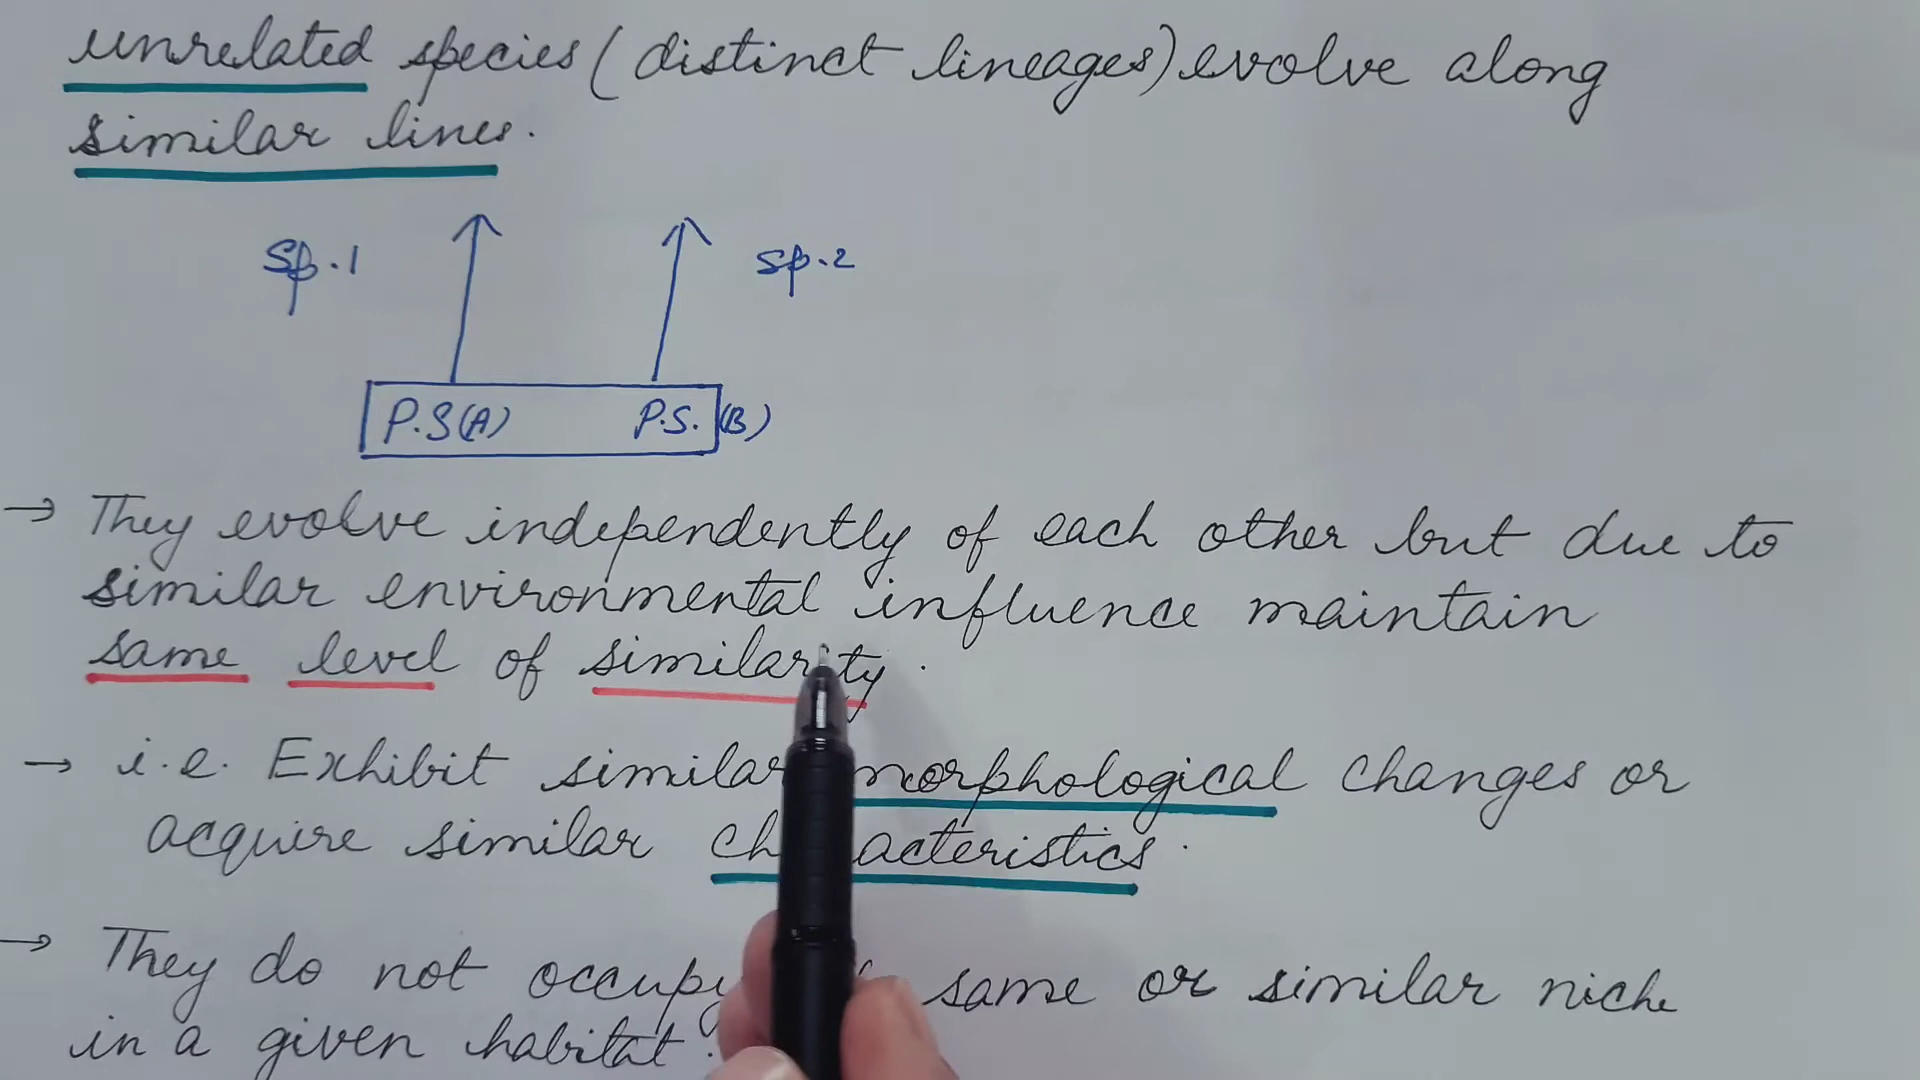 unrelated species (distinct lineages) evolve along
similar lines.
Sp.1
Sp.2
P.S(A) P.S.(B)
→ They evolve independently of each other but due to
similar environmental influence maintain
same level of similarity.
→ i.e. Exhibit similar morphological changes or
acquire similar characteristics.
→ They do not occupy same or similar niche
in a given habitat.